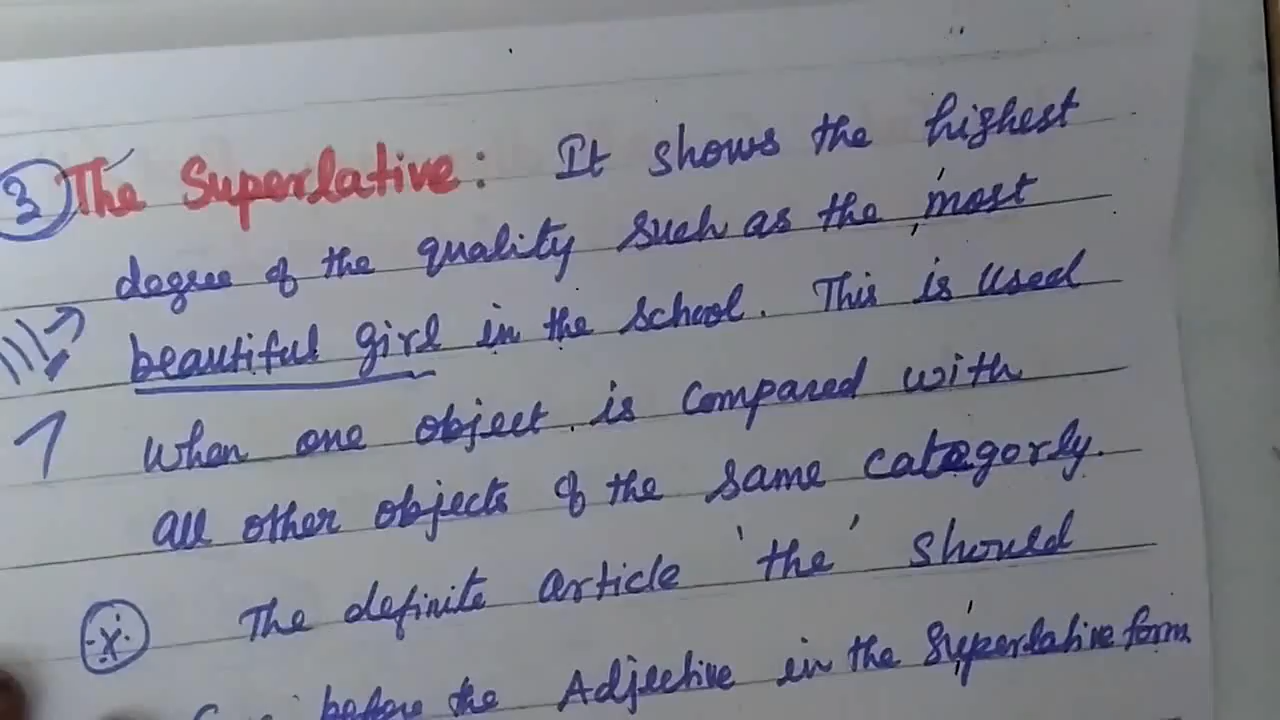 3 The Superlative: It shows the highest
degree of the quality such as the most
beautiful girl in the school. This is used
When one object is compared with
all other objects of the same categorly.
The definite article 'the' should
before the Adjective in the Superlative form